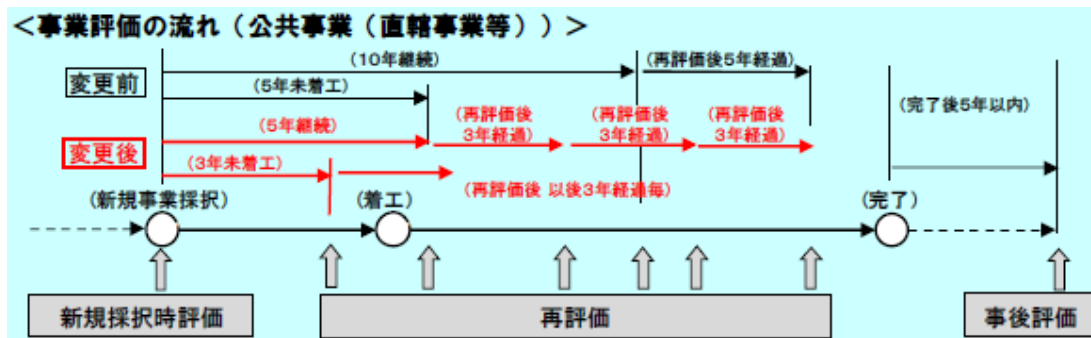 ＜事業評価の流れ（公共事業（直轄事業等））＞
（10年継続）
（再評価後5年経過）
変更前
（5年未着工）
（完了後5年以内）
（再評価後
3年経過）
（再評価後
3年経過）
（再評価後
3年経過）
（5年継続）
変更後
（3年未着工）
（再評価後 以後3年経過毎）
（新規事業採択）
（着工）
（完了）
新規採択時評価
再評価
事後評価